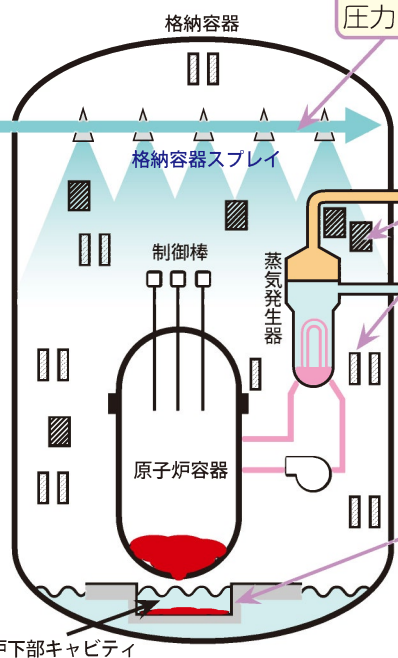 格納容器
圧力
格納容器スプレイ
制御棒
蒸気発生器
原子炉容器
炉下部キャビティ